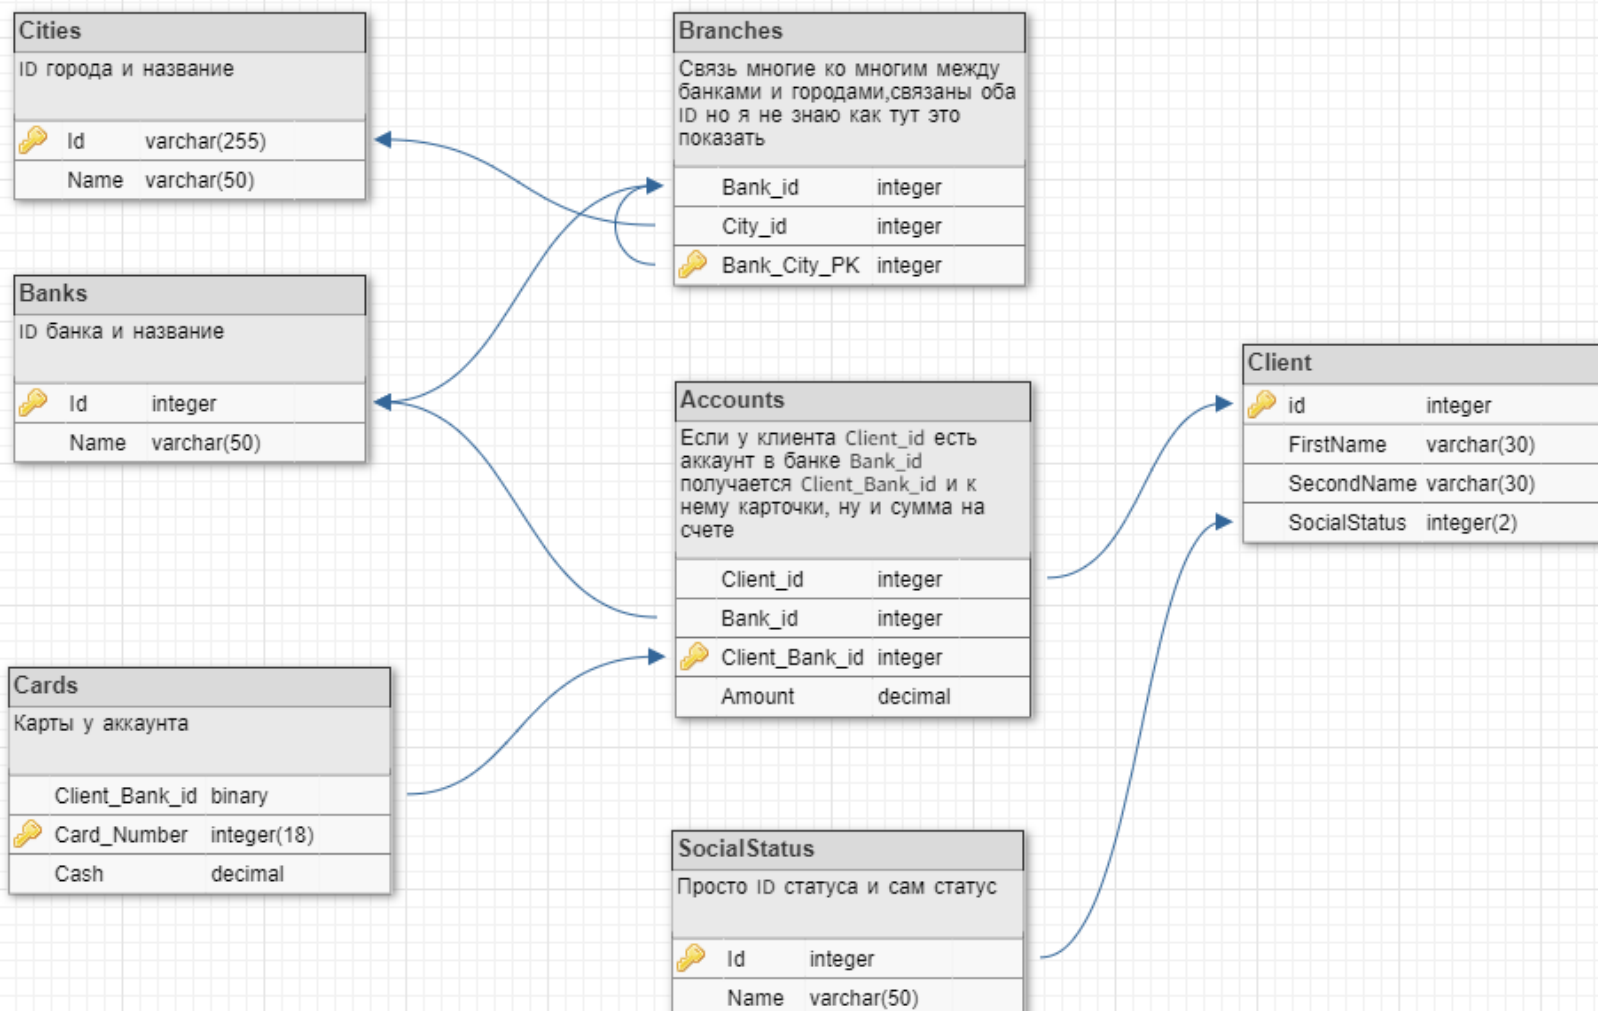 Cities
ID города и название
Id varchar(255)
Name varchar(50)
Banks
ID банка и название
Id integer
Name varchar(50)
Cards
Карты у аккаунта
Client_Bank_id binary
Card_Number integer(18)
Cash decimal
Branches
Связь многие ко многим между
банками и городами,связаны оба
ID но я не знаю как тут это
показать
Bank_id integer
City_id integer
Bank_City_PK integer
Accounts
Если у клиента Client_id есть
аккаунт в банке Bank_id
получается Client_Bank_id и к
нему карточки, ну и сумма на
счете
Client_id integer
Bank_id integer
Client_Bank_id integer
Amount decimal
SocialStatus
Просто ID статуса и сам статус
Id integer
Name varchar(50)
Client
id integer
FirstName varchar(30)
SecondName varchar(30)
SocialStatus integer(2)